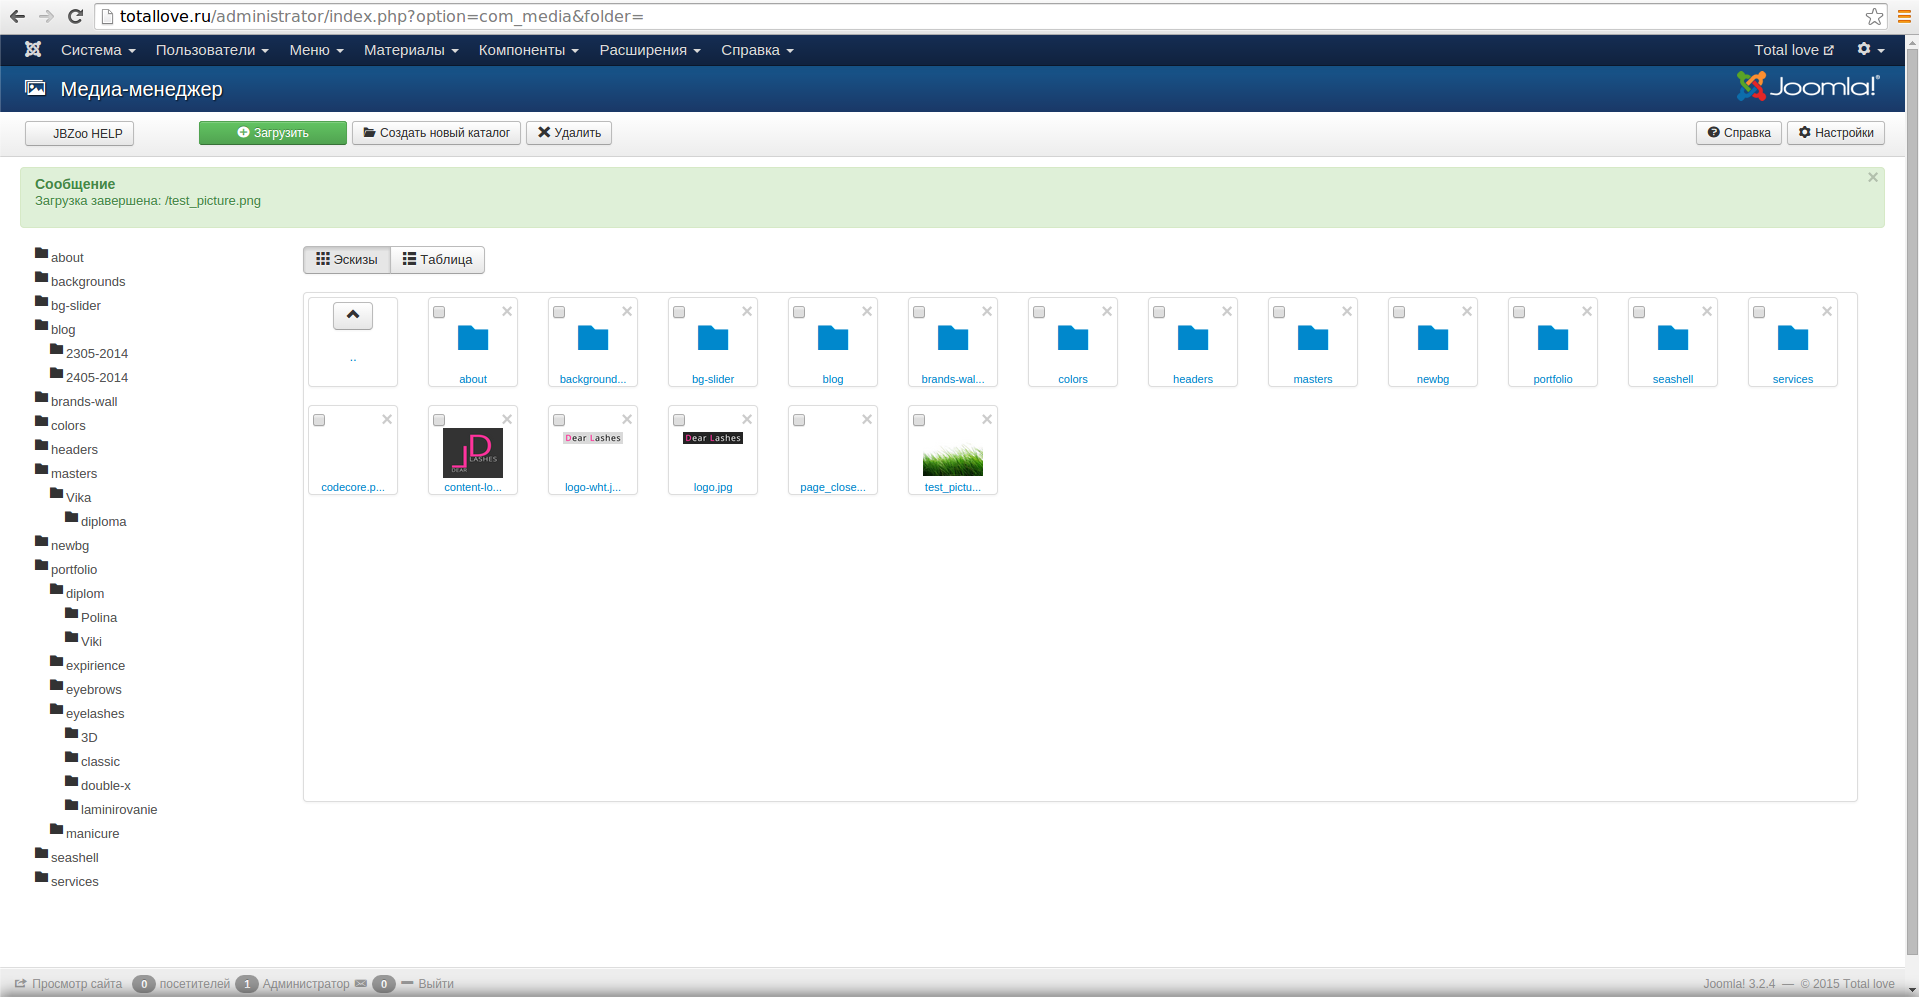 totallove.ru/administrator/index.php?option=com_media&folder=
Система Пользователи Меню Материалы Компоненты Расширения Справка Total love
Медиа-менеджер Joomla!
JBZoo HELP Загрузить Создать новый каталог Удалить Справка Настройки
Сообщение
Загрузка завершена: /test_picture.png
about
backgrounds
bg-slider
blog
2305-2014
2405-2014
brands-wall
colors
headers
masters
Vika
diploma
newbg
portfolio
diplom
Polina
Viki
expirience
eyebrows
eyelashes
3D
classic
double-x
laminirovanie
manicure
seashell
services
Эскизы Таблица
..
about background... bg-slider blog brands-wal... colors headers masters newbg portfolio seashell services
JD
LASHES
DEAR
Dear Lashes
Dear Lashes
codecore.p... content-lo... logo-wht.j... logo.jpg page_close... test_pictu...
Просмотр сайта 0 посетителей 1 Администратор 0 Выйти
Joomla! 3.2.4 — © 2015 Total love